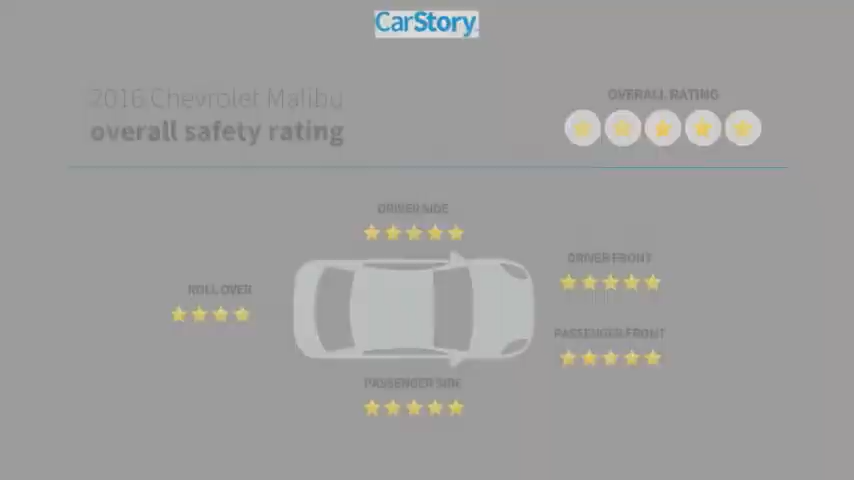 CarStory
2016 Chevrolet Malibu
overall safety rating
OVERALL RATING
DRIVER SIDE
DRIVER FRONT
ROLL OVER
PASSENGER FRONT
PASSENGER SIDE